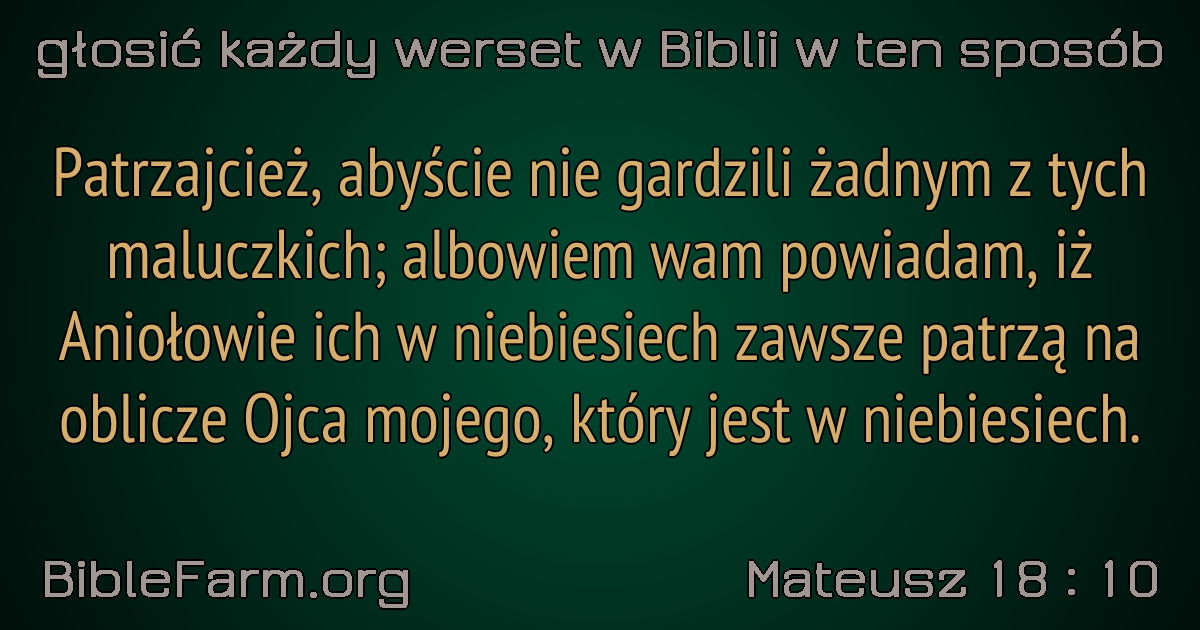 głosić każdy werset w Biblii w ten sposób
Patrzajcież, abyście nie gardzili żadnym z tych
maluczkich; albowiem wam powiadam, iż
Aniołowie ich w niebiesiech zawsze patrzą na
oblicze Ojca mojego, który jest w niebiesiech.
BibleFarm.org
Mateusz 18 : 10